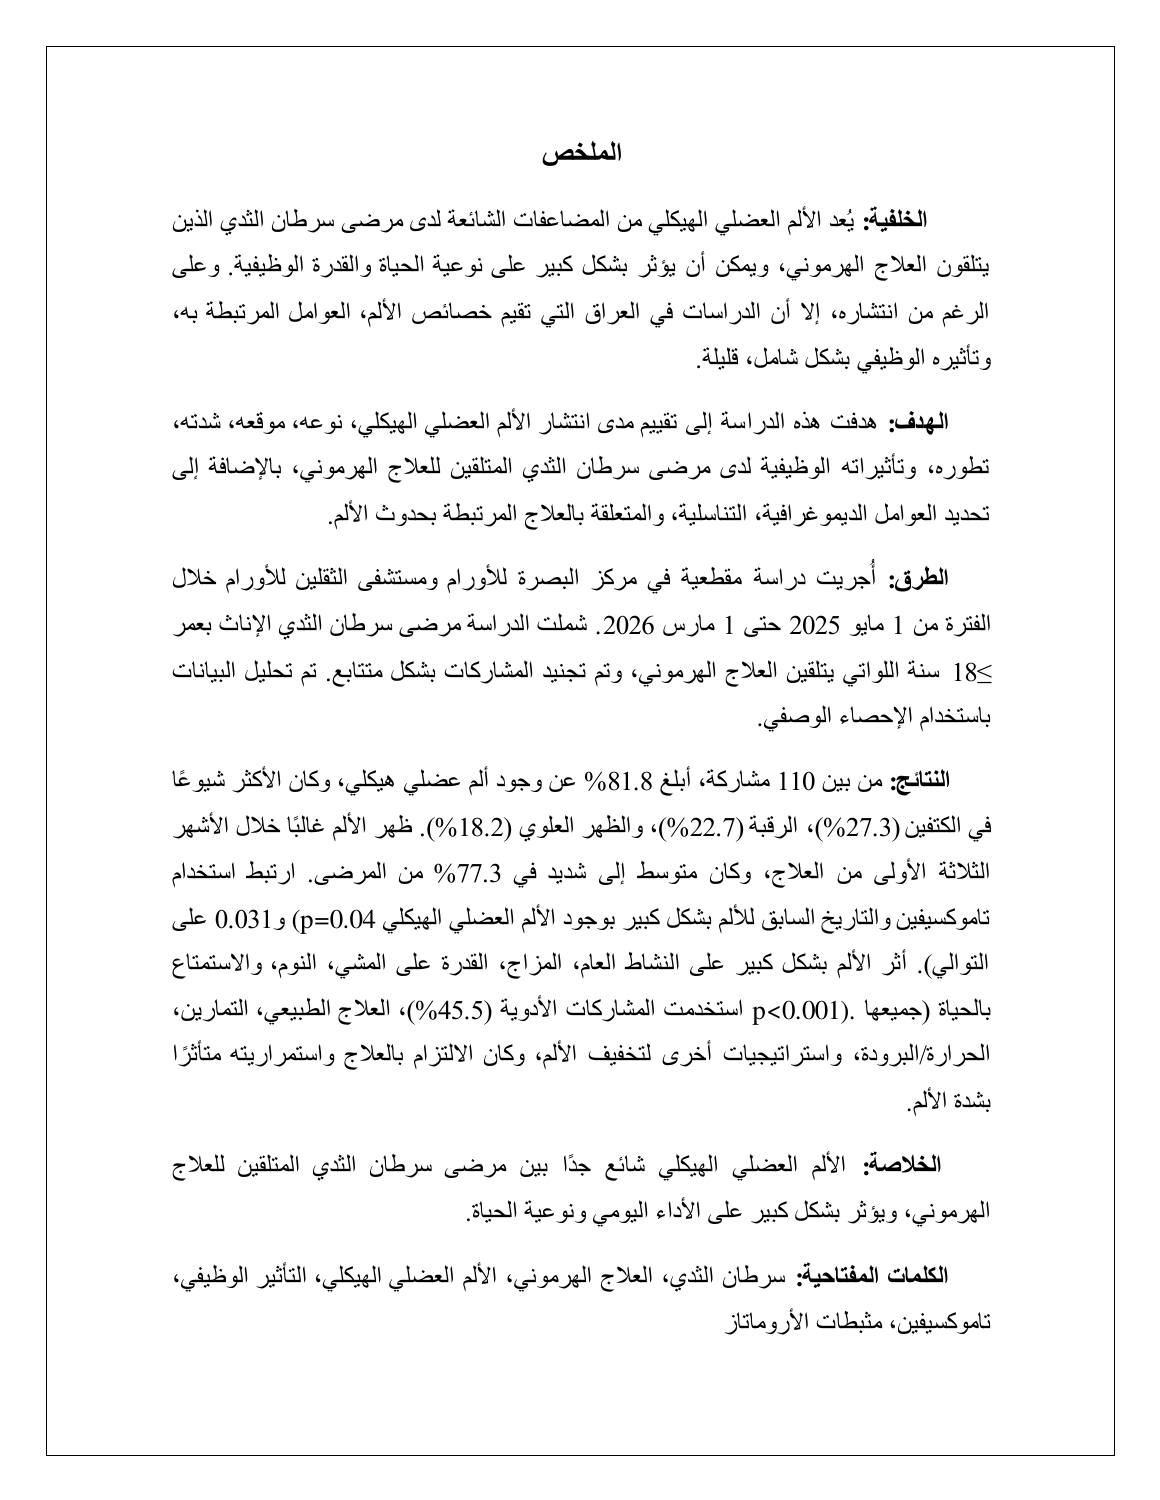 الملخص
الخلفية: يُعد الألم العضلي الهيكلي من المضاعفات الشائعة لدى مرضى سرطان الثدي الذين
يتلقون العلاج الهرموني، ويمكن أن يؤثر بشكل كبير على نوعية الحياة والقدرة الوظيفية. وعلى
الرغم من انتشاره، إلا أن الدراسات في العراق التي تقيم خصائص الألم، العوامل المرتبطة به،
وتأثيره الوظيفي بشكل شامل، قليلة.
الهدف: هدفت هذه الدراسة إلى تقييم مدى انتشار الألم العضلي الهيكلي، نوعه، موقعه، شدته،
تطوره، وتأثيراته الوظيفية لدى مرضى سرطان الثدي المتلقين للعلاج الهرموني، بالإضافة إلى
تحديد العوامل الديموغرافية، التناسلية، والمتعلقة بالعلاج المرتبطة بحدوث الألم.
الطرق: أُجريت دراسة مقطعية في مركز البصرة للأورام ومستشفى الثقلين للأورام خلال
الفترة من 1 مايو 2025 حتى 1 مارس 2026. شملت الدراسة مرضى سرطان الثدي الإناث بعمر
≥18 سنة اللواتي يتلقين العلاج الهرموني، وتم تجنيد المشاركات بشكل متتابع. تم تحليل البيانات
باستخدام الإحصاء الوصفي.
النتائج: من بين 110 مشاركة، أبلغ 81.8% عن وجود ألم عضلي هيكلي، وكان الأكثر شيوعًا
في الكتفين (27.3%)، الرقبة (22.7%)، والظهر العلوي (18.2%). ظهر الألم غالبًا خلال الأشهر
الثلاثة الأولى من العلاج، وكان متوسط إلى شديد في 77.3% من المرضى. ارتبط استخدام
تاموكسيفين والتاريخ السابق للألم بشكل كبير بوجود الألم العضلي الهيكلي p=0.04) و0.031 على
التوالي). أثر الألم بشكل كبير على النشاط العام، المزاج، القدرة على المشي، النوم، والاستمتاع
بالحياة (جميعها .(p<0.001 استخدمت المشاركات الأدوية (45.5%)، العلاج الطبيعي، التمارين،
الحرارة/البرودة، واستراتيجيات أخرى لتخفيف الألم، وكان الالتزام بالعلاج واستمراريته متأثرًا
بشدة الألم.
الخلاصة: الألم العضلي الهيكلي شائع جدًا بين مرضى سرطان الثدي المتلقين للعلاج
الهرموني، ويؤثر بشكل كبير على الأداء اليومي ونوعية الحياة.
الكلمات المفتاحية: سرطان الثدي، العلاج الهرموني، الألم العضلي الهيكلي، التأثير الوظيفي،
تاموكسيفين، مثبطات الأروماتاز